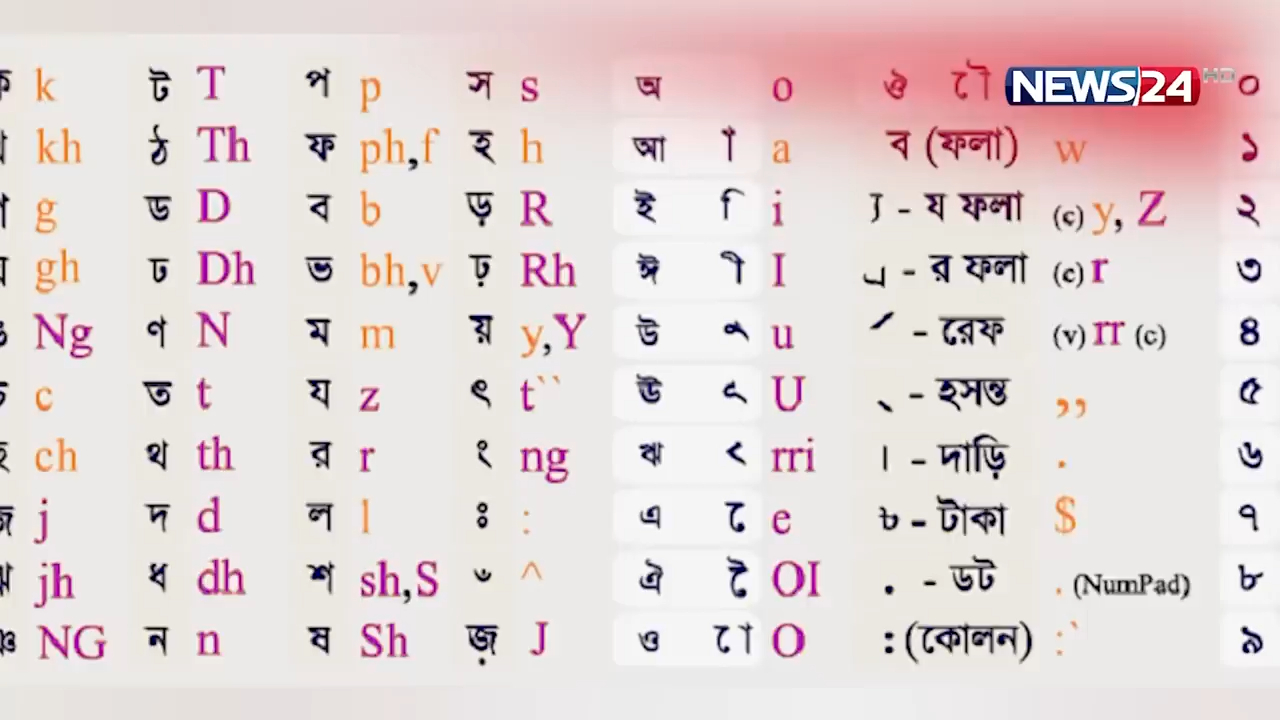 NEWS24 HD
k ট T প p স s অ o ঔ ৌ ০
kh ঠ Th ফ ph,f হ h আ া a ব (ফলা) w ১
g ড D ব b ড় R ই ি i ্য - য ফলা (c) y, Z ২
gh ঢ Dh ভ bh,v ঢ় Rh ঈ ী I ্র - র ফলা (c) r ৩
Ng ণ N ম m য় y,Y উ ু u র্ - রেফ (v) rr (c) ৪
c ত t য z ৎ t`` ঊ ূ U ্ - হসন্ত ,, ৫
ch থ th র r ং ng ঋ ৃ rri । - দাড়ি . ৬
j দ d ল l ঃ : এ ে e ৳ - টাকা $ ৭
jh ধ dh শ sh,S ঁ ^ ঐ ৈ OI . - ডট . (NumPad) ৮
NG ন n ষ Sh জ় J ও ো O : (কোলন) :` ৯